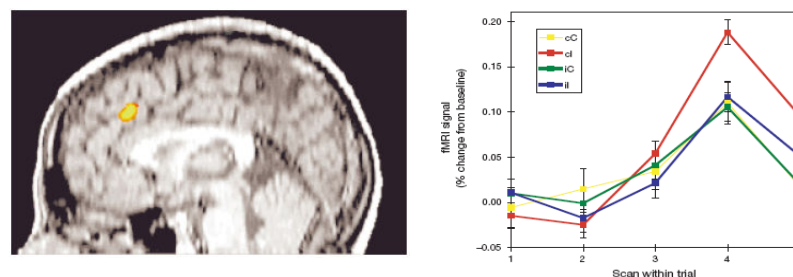 0.20
0.15
0.10
0.05
0.00
−0.05
fMRI signal
(% change from baseline)
cC
cI
iC
iI
1
2
3
4
Scan within trial